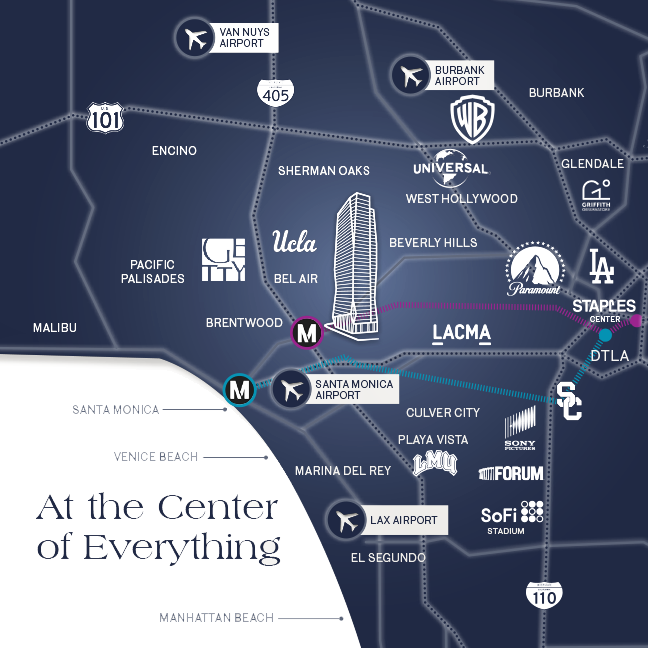 VAN NUYS
AIRPORT
BURBANK
AIRPORT
405
BURBANK
U S
101
WB
ENCINO
SHERMAN OAKS
UNIVERSAL
GLENDALE
WEST HOLLYWOOD
GRIFFITH
OBSERVATORY
Ucla
BEVERLY HILLS
GETTY
PACIFIC
PALISADES
BEL AIR
Paramount
LA
STAPLES
CENTER
BRENTWOOD
M
MALIBU
LACMA
DTLA
M
SANTA MONICA
AIRPORT
SC
SANTA MONICA
CULVER CITY
SONY
PICTURES
PLAYA VISTA
VENICE BEACH
LMU
MARINA DEL REY
FORUM
At the Center
of Everything
LAX AIRPORT
SoFi
STADIUM
EL SEGUNDO
110
MANHATTAN BEACH